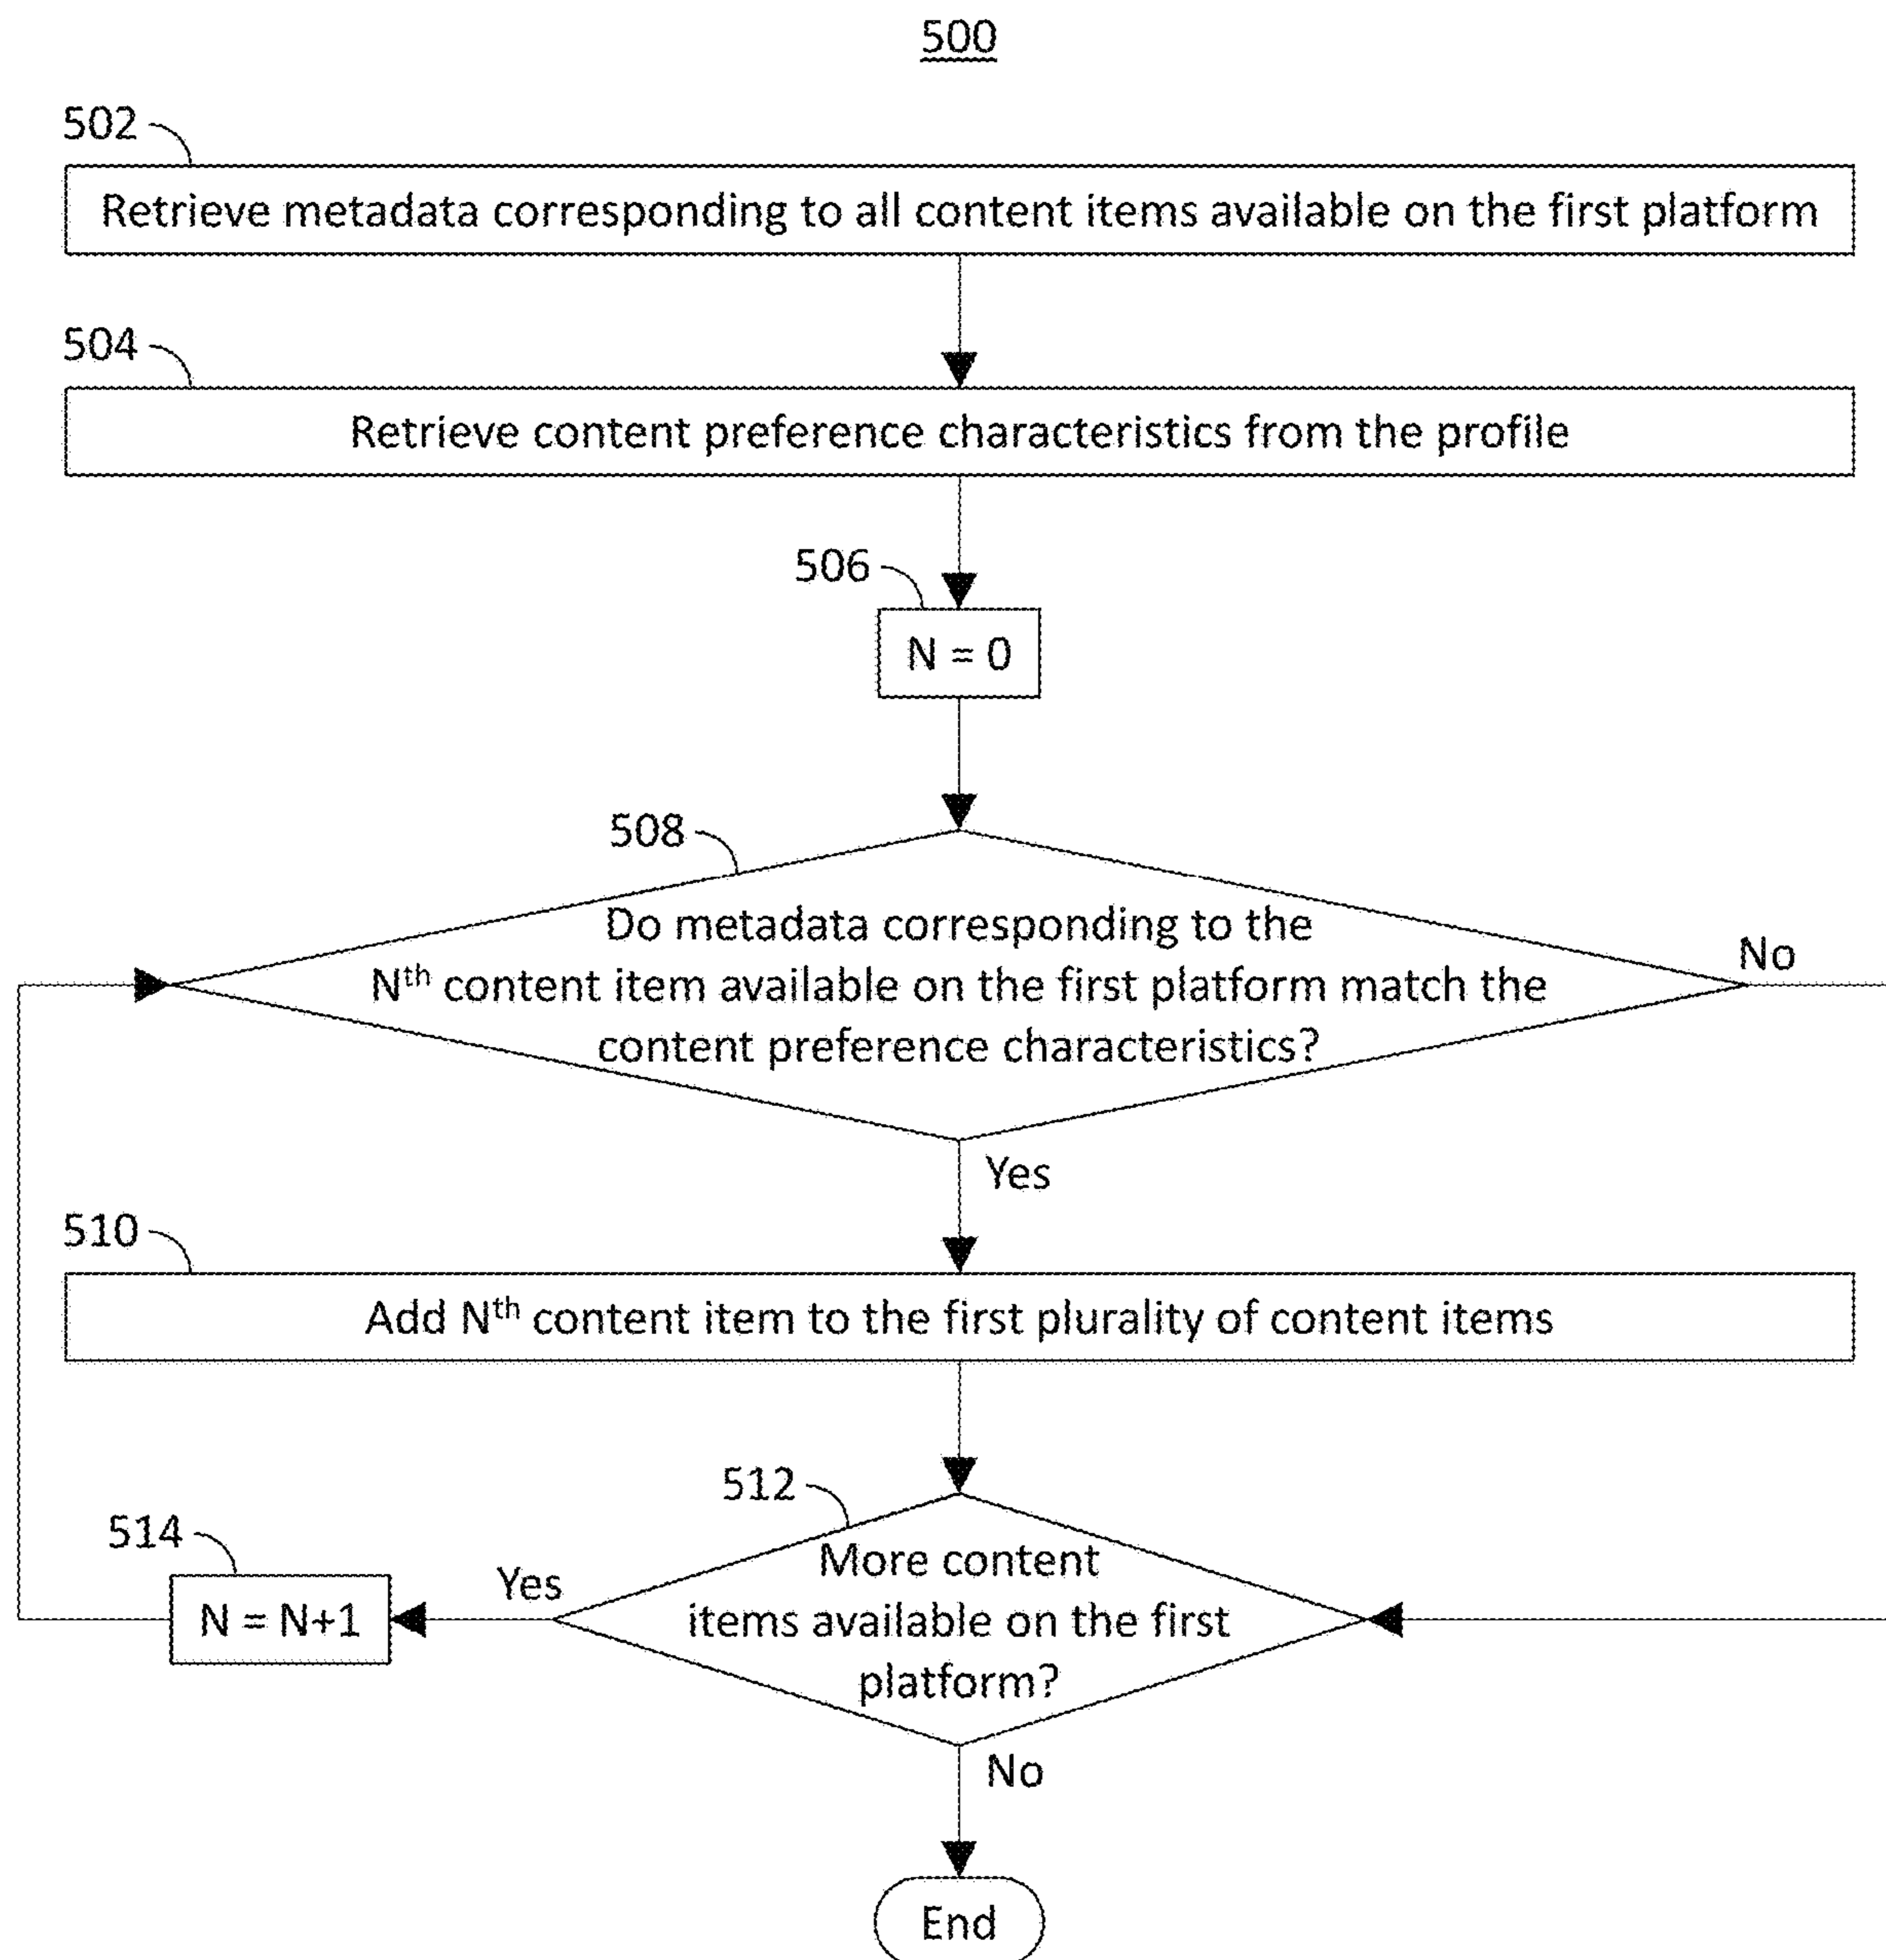 500
502
Retrieve metadata corresponding to all content items available on the first platform
504
Retrieve content preference characteristics from the profile
506
N = 0
508
Do metadata corresponding to the
Nth content item available on the first platform match the
content preference characteristics?
No
Yes
510
Add Nth content item to the first plurality of content items
512
More content
items available on the first
platform?
Yes
514
N = N+1
No
End